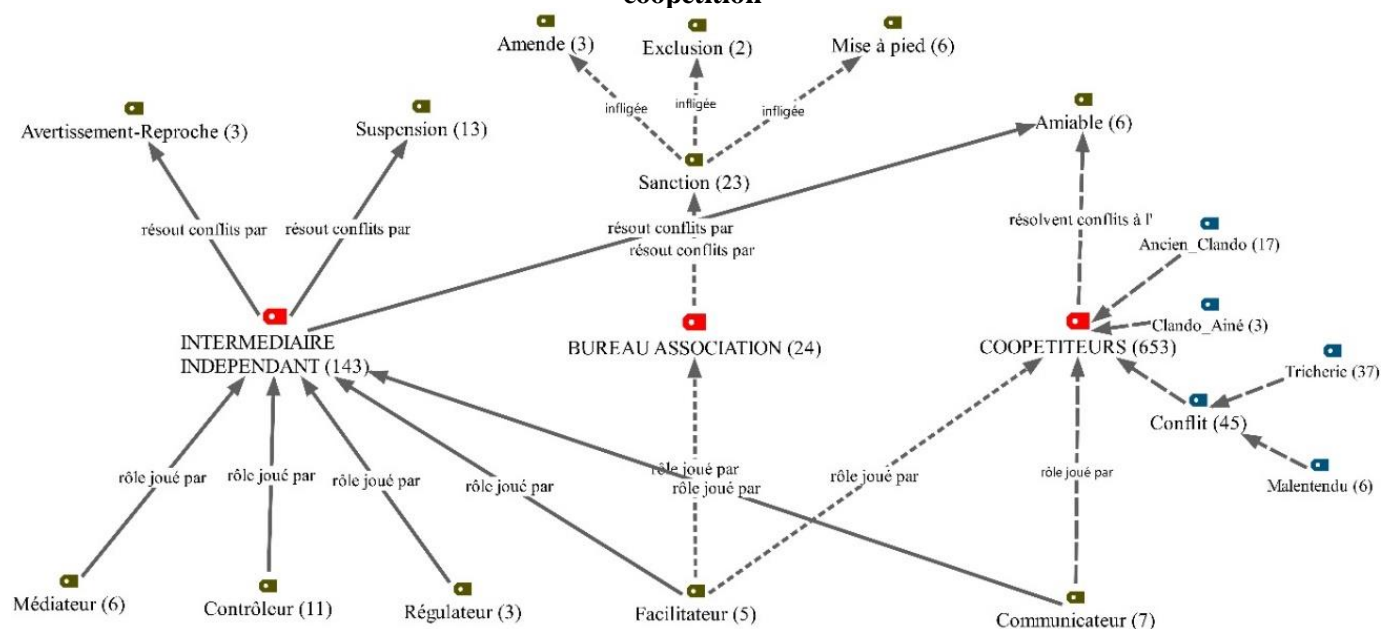 coopétition
Amende (3)
Exclusion (2)
Mise à pied (6)
infligée
infligée
infligée
Avertissement-Reproche (3)
Suspension (13)
Amiable (6)
Sanction (23)
résout conflits par
résout conflits par
résout conflits par
résout conflits par
résolvent conflits à l'
Ancien_Clando (17)
Clando_Ainé (3)
INTERMEDIAIRE
INDEPENDANT (143)
BUREAU ASSOCIATION (24)
COOPETITEURS (653)
Tricherie (37)
Conflit (45)
Malentendu (6)
rôle joué par
rôle joué par
rôle joué par
rôle joué par
rôle joué par
rôle joué par
rôle joué par
rôle joué par
Médiateur (6)
Contrôleur (11)
Régulateur (3)
Facilitateur (5)
Communicateur (7)